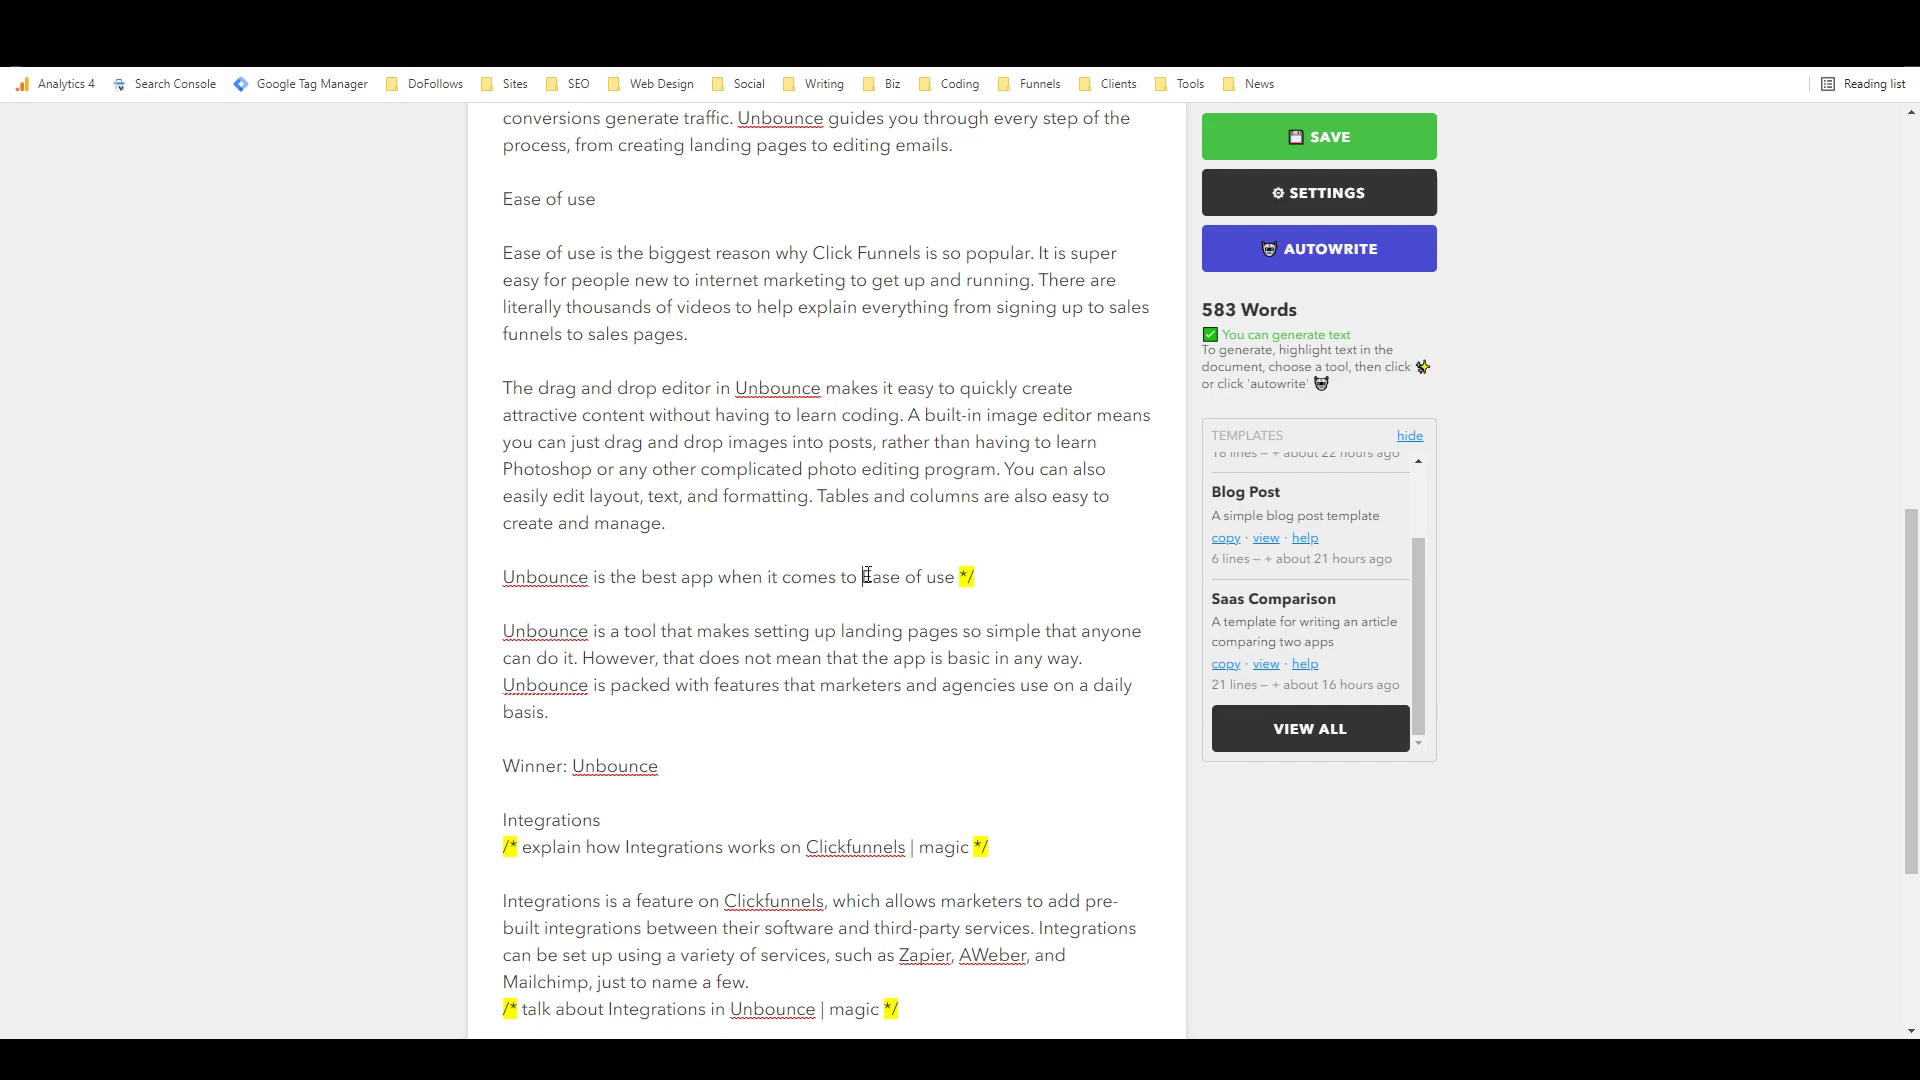 Analytics 4 Search Console Google Tag Manager DoFollows Sites SEO Web Design Social Writing Biz Coding Funnels Clients Tools News Reading list
conversions generate traffic. Unbounce guides you through every step of the
process, from creating landing pages to editing emails.
Ease of use
Ease of use is the biggest reason why Click Funnels is so popular. It is super
easy for people new to internet marketing to get up and running. There are
literally thousands of videos to help explain everything from signing up to sales
funnels to sales pages.
The drag and drop editor in Unbounce makes it easy to quickly create
attractive content without having to learn coding. A built-in image editor means
you can just drag and drop images into posts, rather than having to learn
Photoshop or any other complicated photo editing program. You can also
easily edit layout, text, and formatting. Tables and columns are also easy to
create and manage.
Unbounce is the best app when it comes to Ease of use */
Unbounce is a tool that makes setting up landing pages so simple that anyone
can do it. However, that does not mean that the app is basic in any way.
Unbounce is packed with features that marketers and agencies use on a daily
basis.
Winner: Unbounce
Integrations
/* explain how Integrations works on Clickfunnels | magic */
Integrations is a feature on Clickfunnels, which allows marketers to add pre-
built integrations between their software and third-party services. Integrations
can be set up using a variety of services, such as Zapier, AWeber, and
Mailchimp, just to name a few.
/* talk about Integrations in Unbounce | magic */
SAVE
SETTINGS
AUTOWRITE
583 Words
You can generate text
To generate, highlight text in the
document, choose a tool, then click
or click 'autowrite'
TEMPLATES hide
18 lines — + about 22 hours ago
Blog Post
A simple blog post template
copy · view · help
6 lines — + about 21 hours ago
Saas Comparison
A template for writing an article
comparing two apps
copy · view · help
21 lines — + about 16 hours ago
VIEW ALL